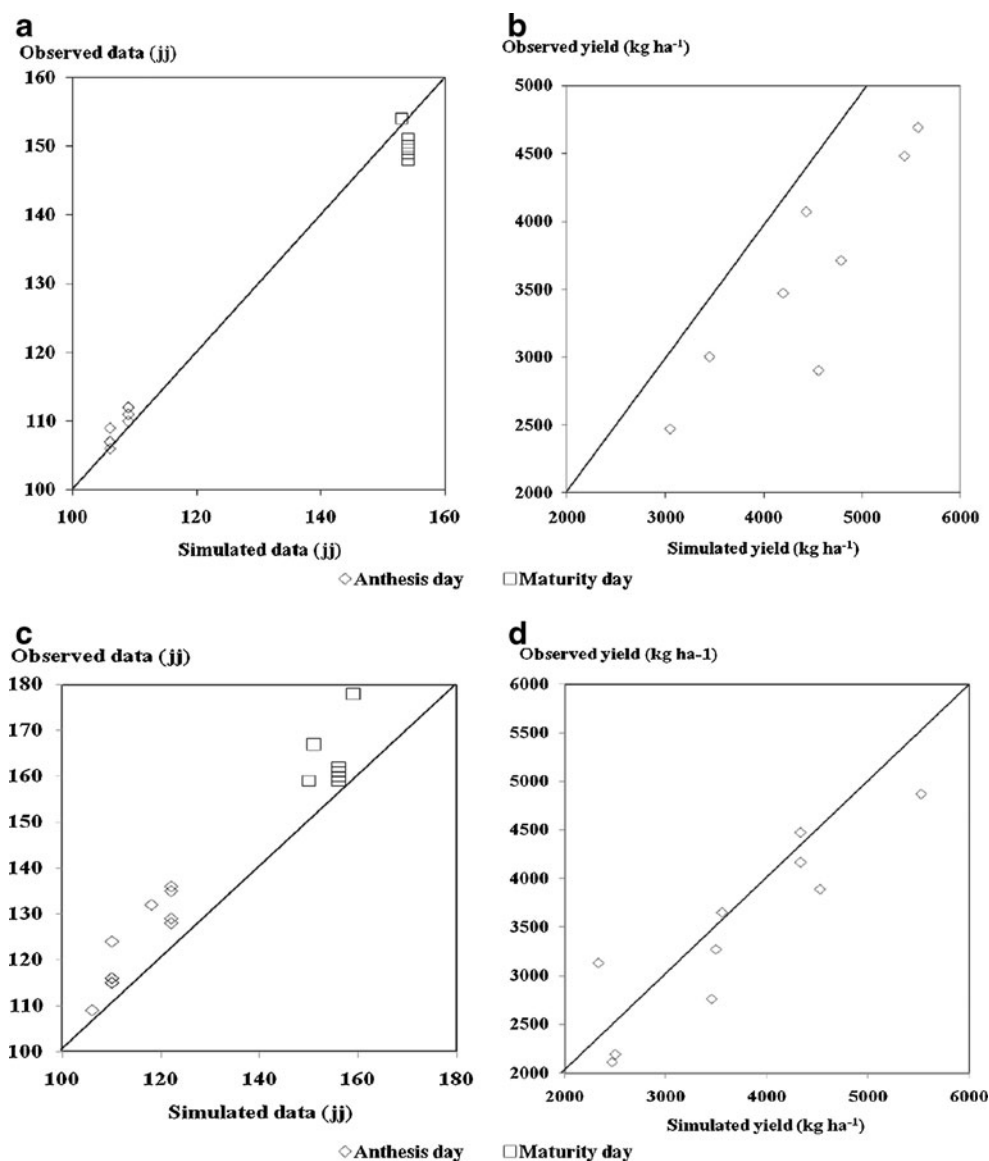 a
Observed data (jj)
160
150
140
130
120
110
100
100 120 140 160
Simulated data (jj)
b
Observed yield (kg ha⁻¹)
5000
4500
4000
3500
3000
2500
2000
2000 3000 4000 5000 6000
Simulated yield (kg ha⁻¹)
Anthesis day Maturity day
c
Observed data (jj)
180
170
160
150
140
130
120
110
100
100 120 140 160 180
Simulated data (jj)
d
Observed yield (kg ha-1)
6000
5500
5000
4500
4000
3500
3000
2500
2000
2000 3000 4000 5000 6000
Simulated yield (kg ha⁻¹)
Anthesis day Maturity day